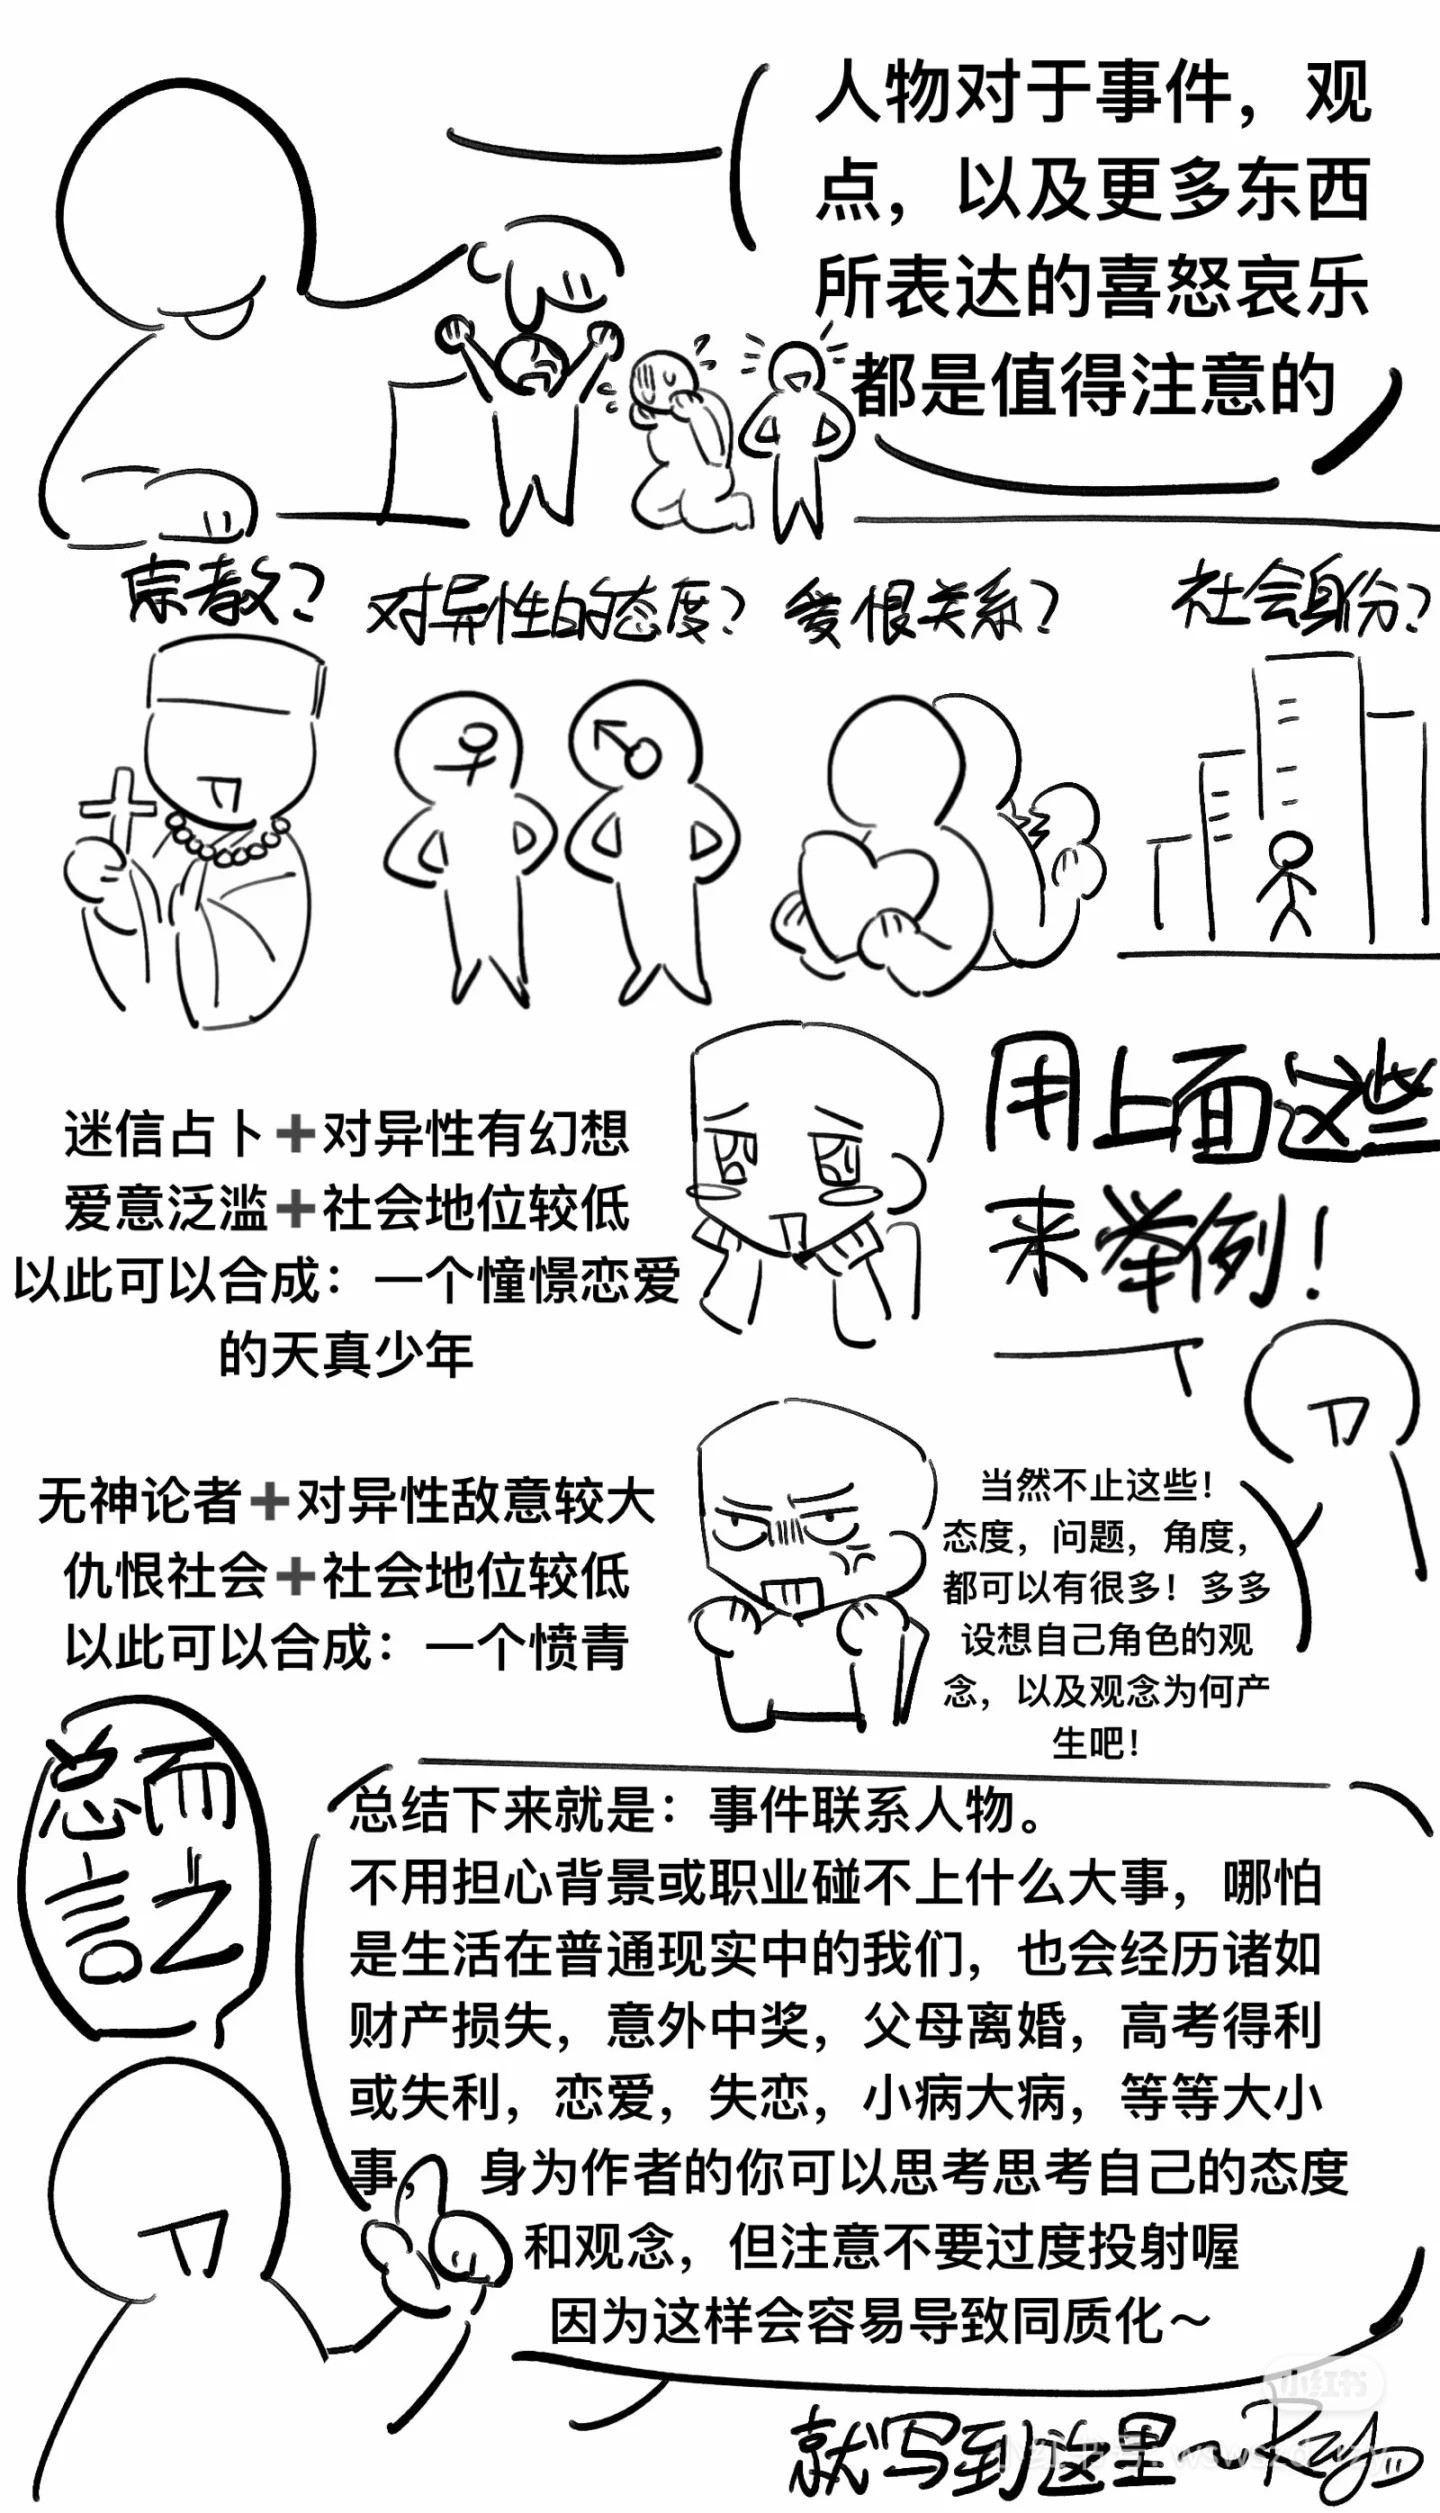 人物对于事件，观
点，以及更多东西
所表达的喜怒哀乐
都是值得注意的
宗教？
对异性的态度？
爱恨关系？
社会身份？
用上面这些
来举例！
迷信占卜➕对异性有幻想
爱意泛滥➕社会地位较低
以此可以合成：一个憧憬恋爱
的天真少年
无神论者➕对异性敌意较大
仇恨社会➕社会地位较低
以此可以合成：一个愤青
当然不止这些！
态度，问题，角度，
都可以有很多！多多
设想自己角色的观
念，以及观念为何产
生吧！
总而
言之
总结下来就是：事件联系人物。
不用担心背景或职业碰不上什么大事，哪怕
是生活在普通现实中的我们，也会经历诸如
财产损失，意外中奖，父母离婚，高考得利
或失利，恋爱，失恋，小病大病，等等大小
事，身为作者的你可以思考思考自己的态度
和观念，但注意不要过度投射喔
因为这样会容易导致同质化～
就写到这里～
小红书
小红书号：